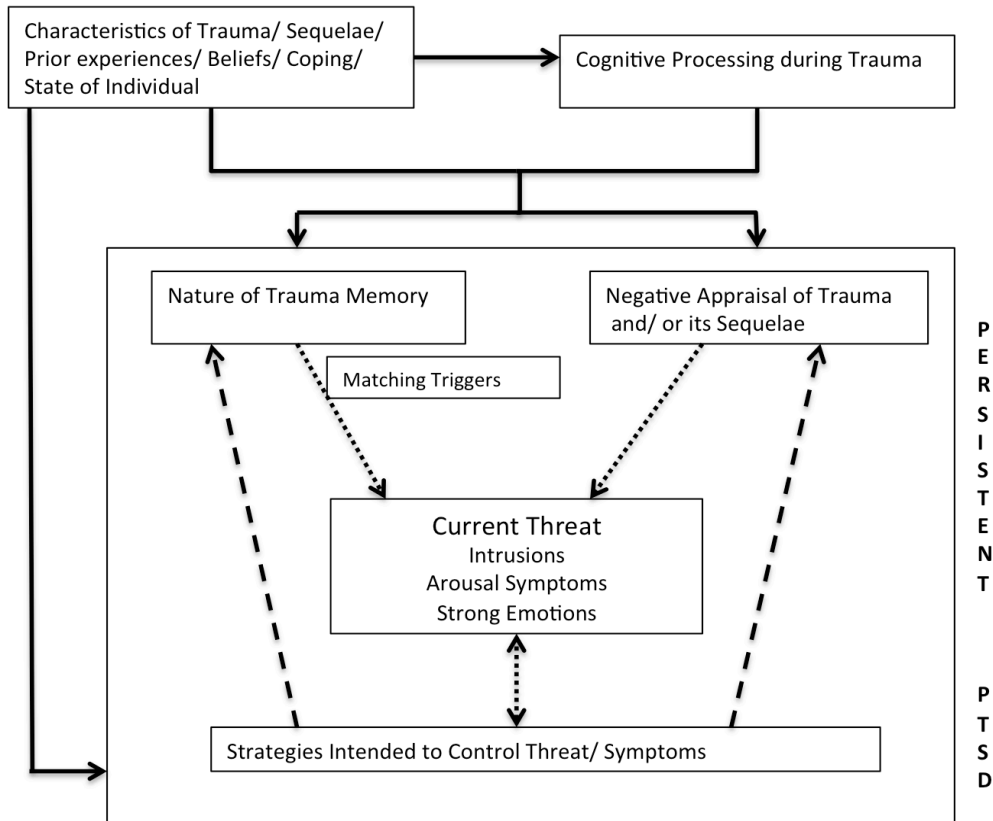 Characteristics of Trauma/ Sequelae/
Prior experiences/ Beliefs/ Coping/
State of Individual
Cognitive Processing during Trauma
Nature of Trauma Memory
Negative Appraisal of Trauma
and/ or its Sequelae
Matching Triggers
Current Threat
Intrusions
Arousal Symptoms
Strong Emotions
Strategies Intended to Control Threat/ Symptoms
PERSISTENT
PTSD